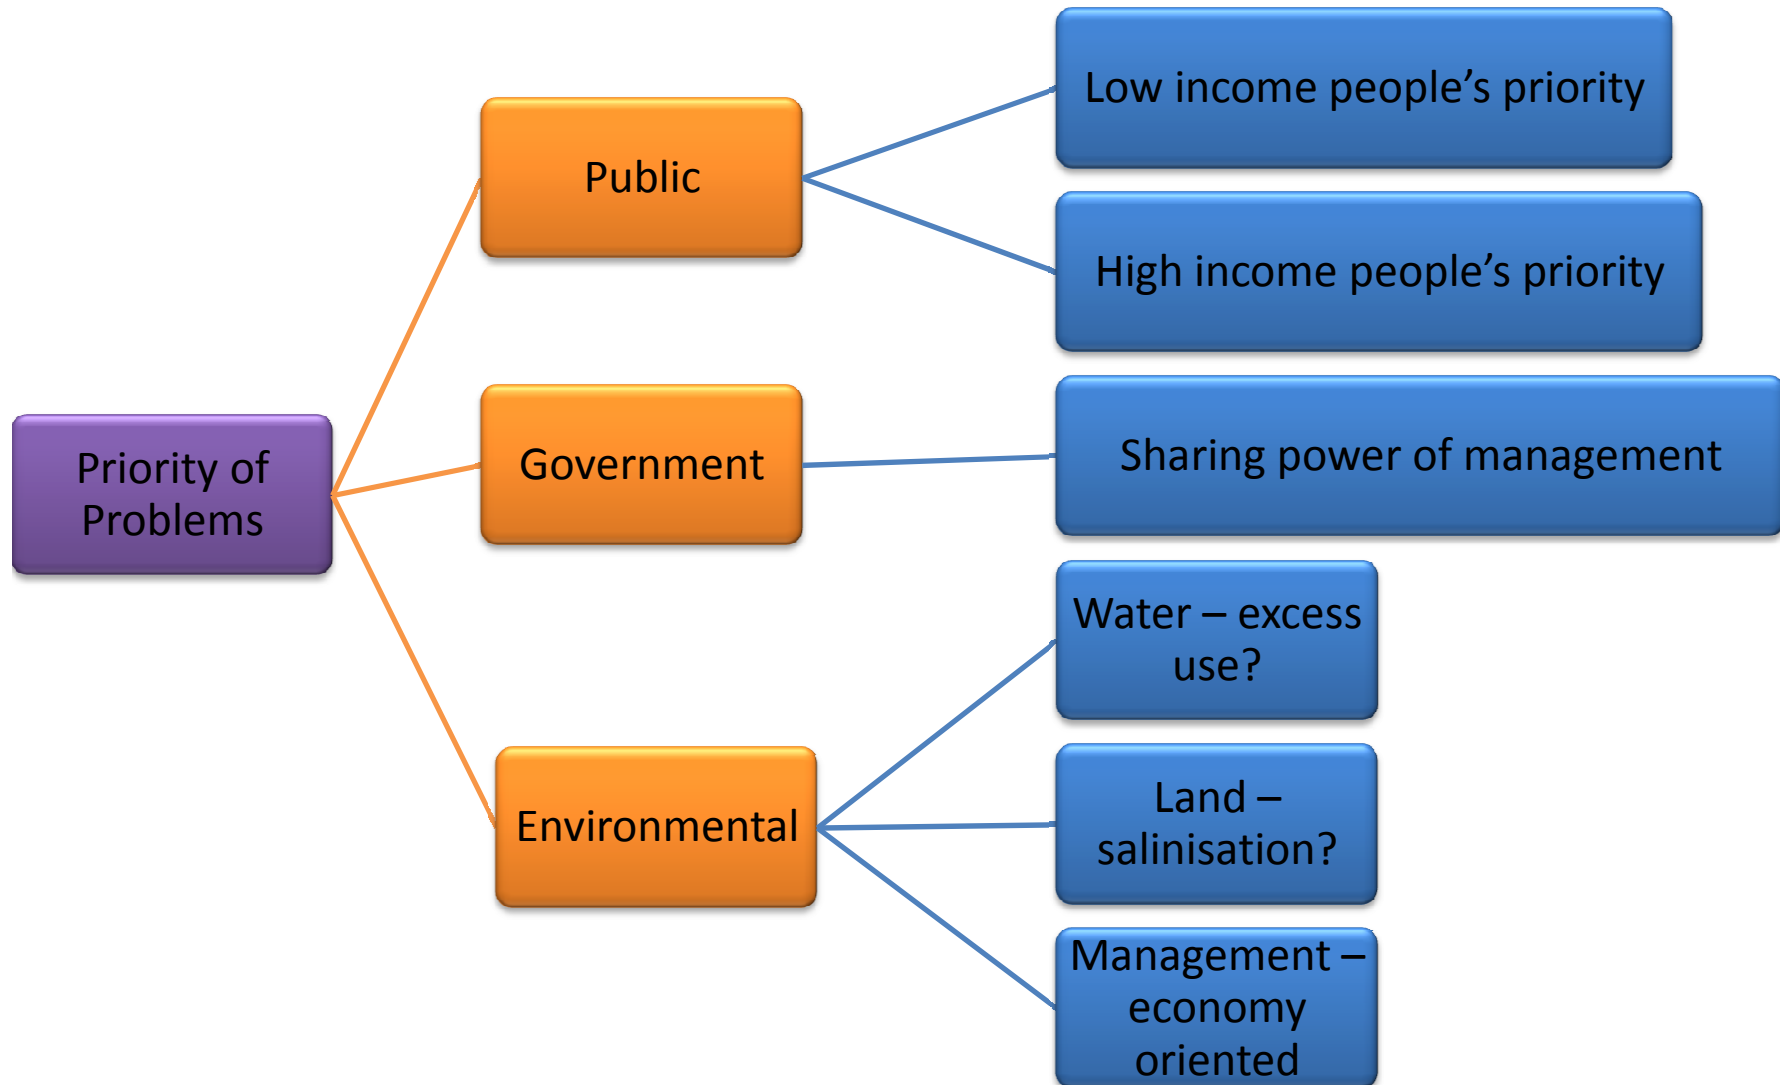 Priority of
Problems
Public
Low income people’s priority
High income people’s priority
Government
Sharing power of management
Environmental
Water – excess
use?
Land –
salinisation?
Management –
economy
oriented